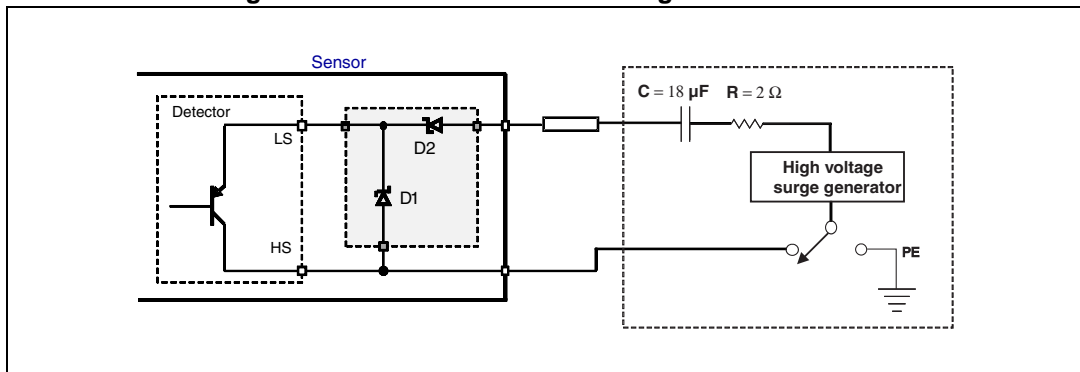 Sensor
Detector
LS
D2
D1
HS
C = 18 µF R = 2 Ω
High voltage
surge generator
PE